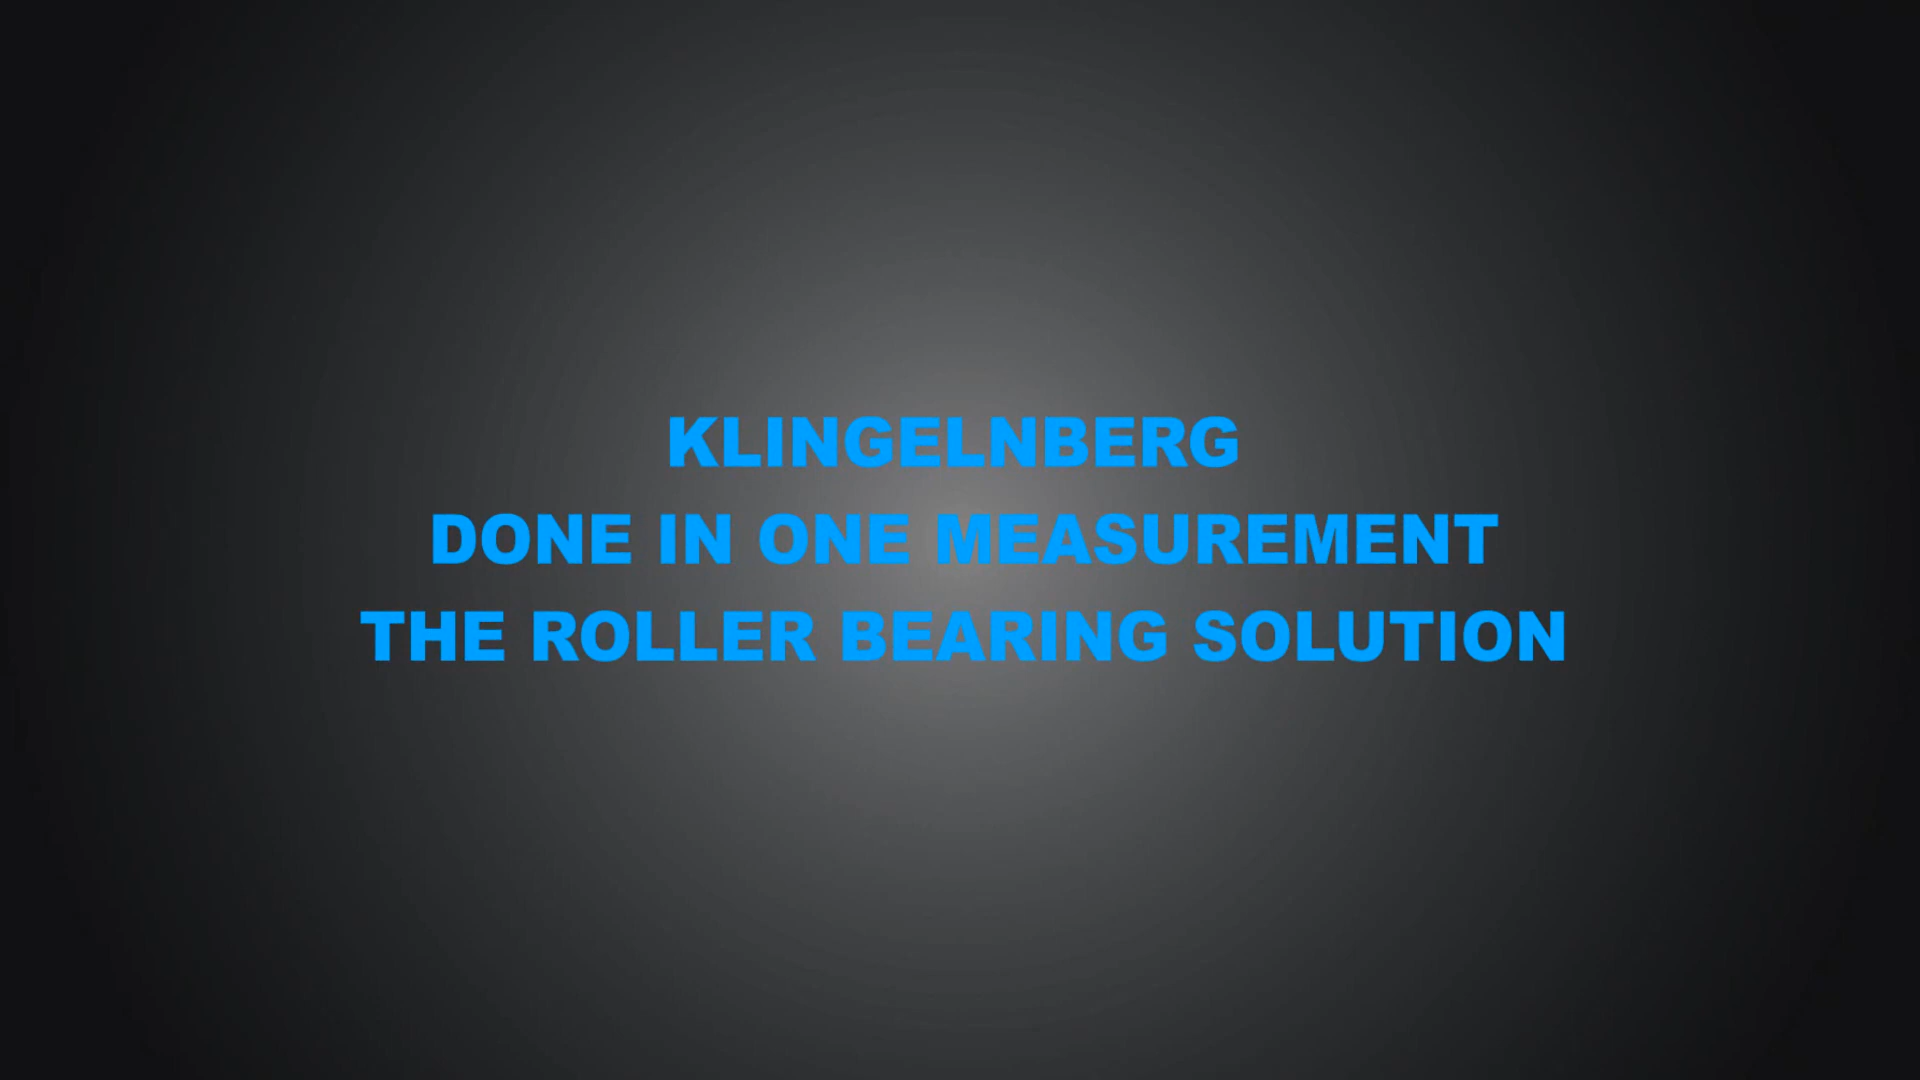 KLINGELNBERG
DONE IN ONE MEASUREMENT
THE ROLLER BEARING SOLUTION